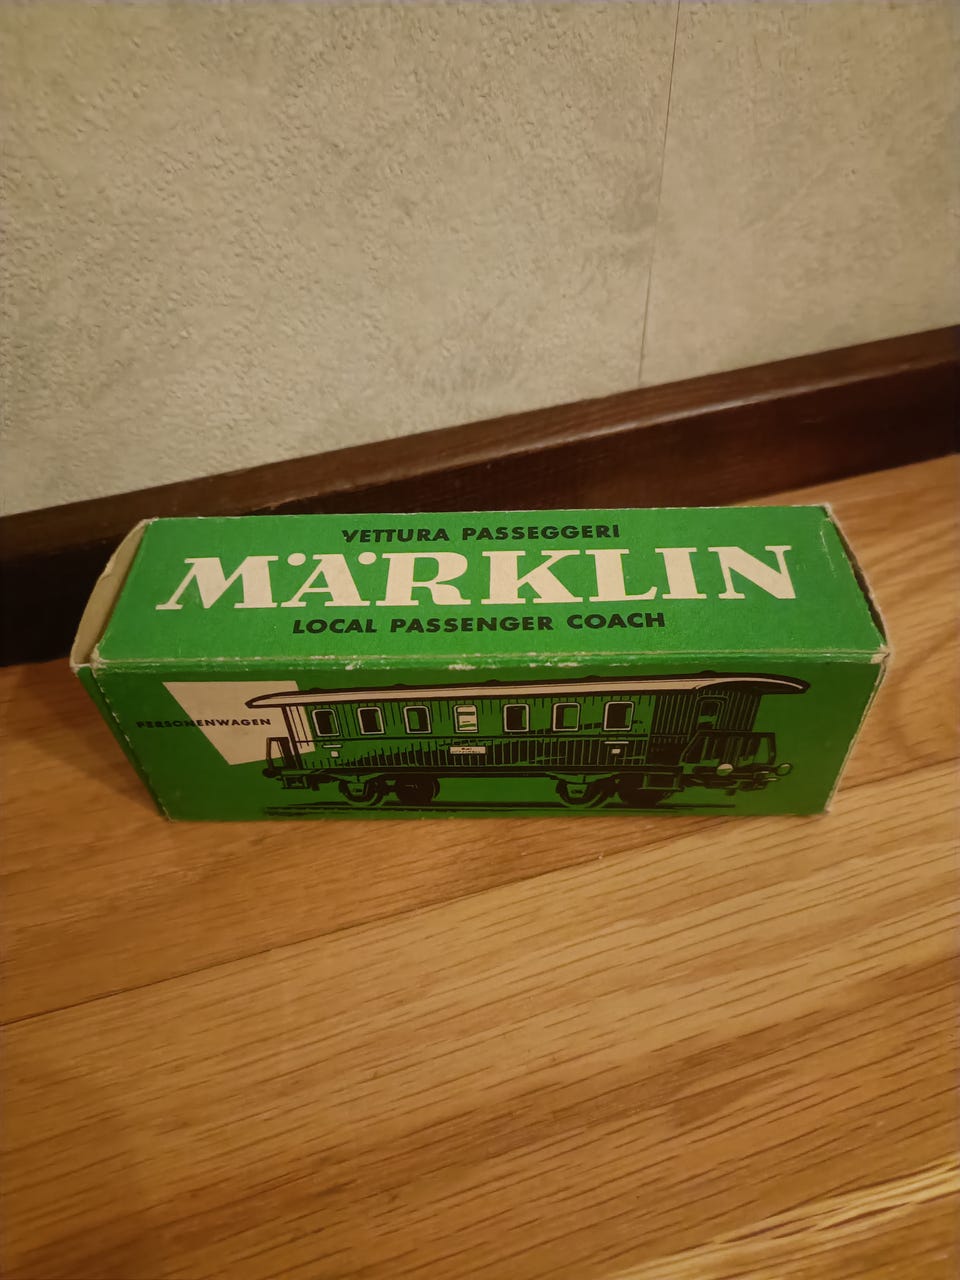 VETTURA PASSEGGERI
MÄRKLIN
LOCAL PASSENGER COACH
PERSONENWAGEN